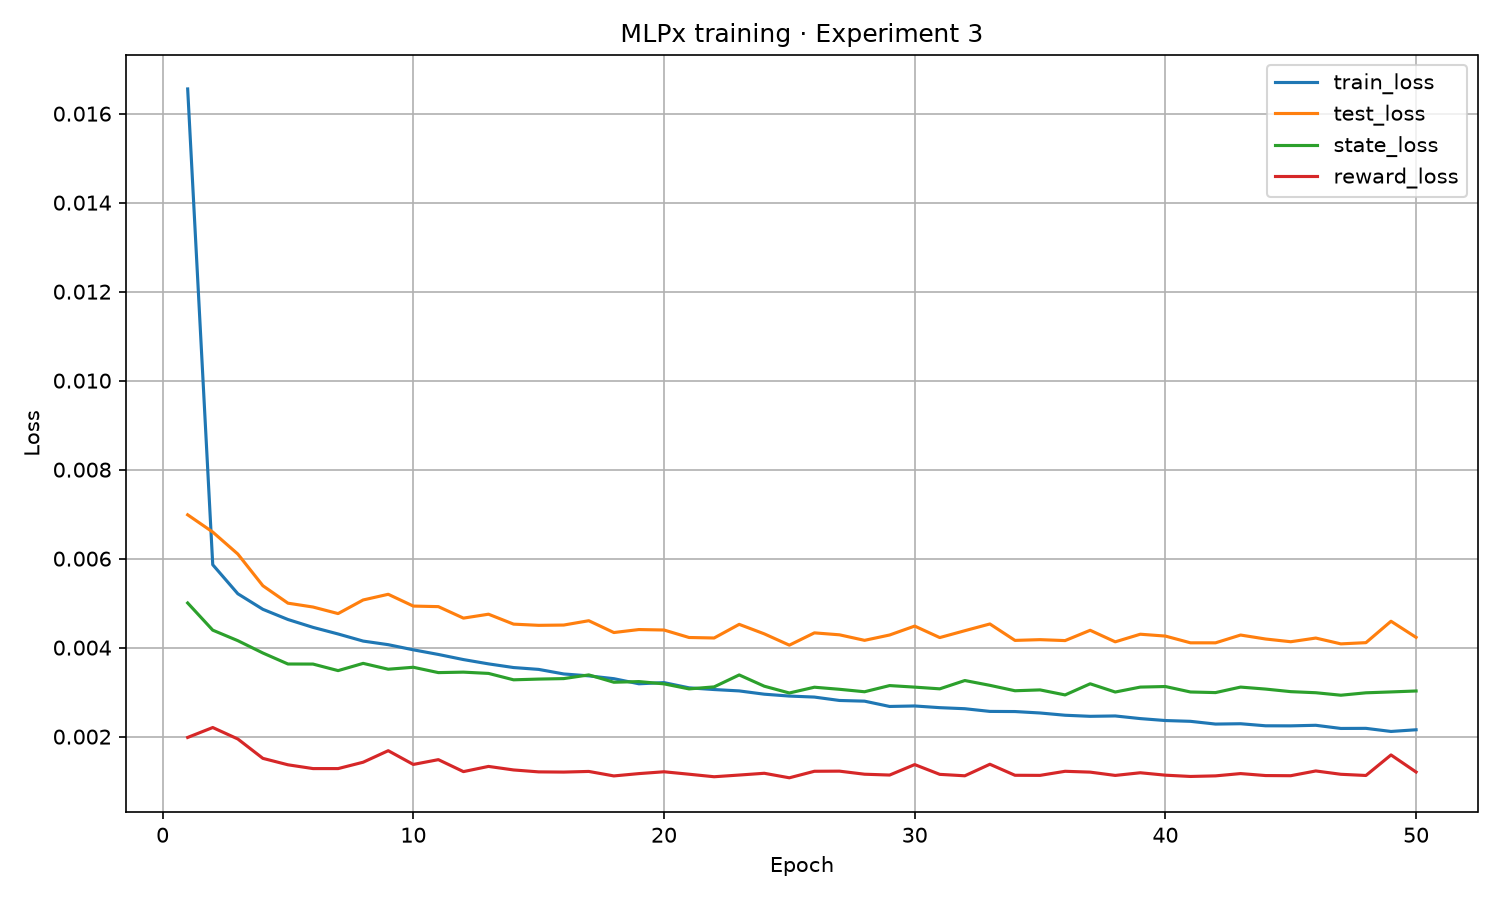 MLPx training · Experiment 3
train_loss
test_loss
state_loss
reward_loss
0.016
0.014
0.012
0.010
0.008
0.006
0.004
0.002
Loss
0 10 20 30 40 50
Epoch